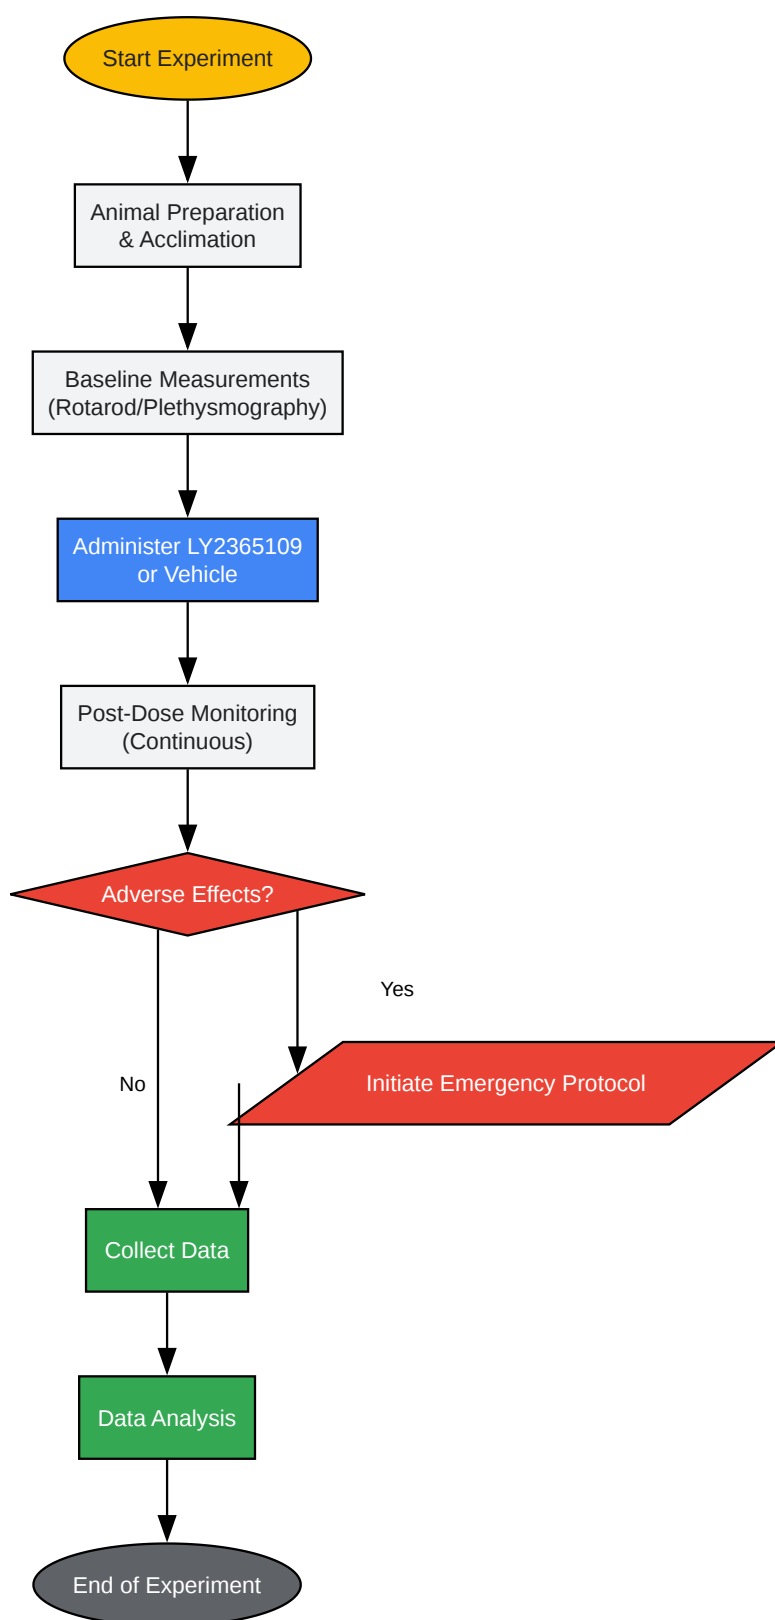 Start Experiment
Animal Preparation
& Acclimation
Baseline Measurements
(Rotarod/Plethysmography)
Administer LY2365109
or Vehicle
Post-Dose Monitoring
(Continuous)
Adverse Effects?
Yes
No
Initiate Emergency Protocol
Collect Data
Data Analysis
End of Experiment